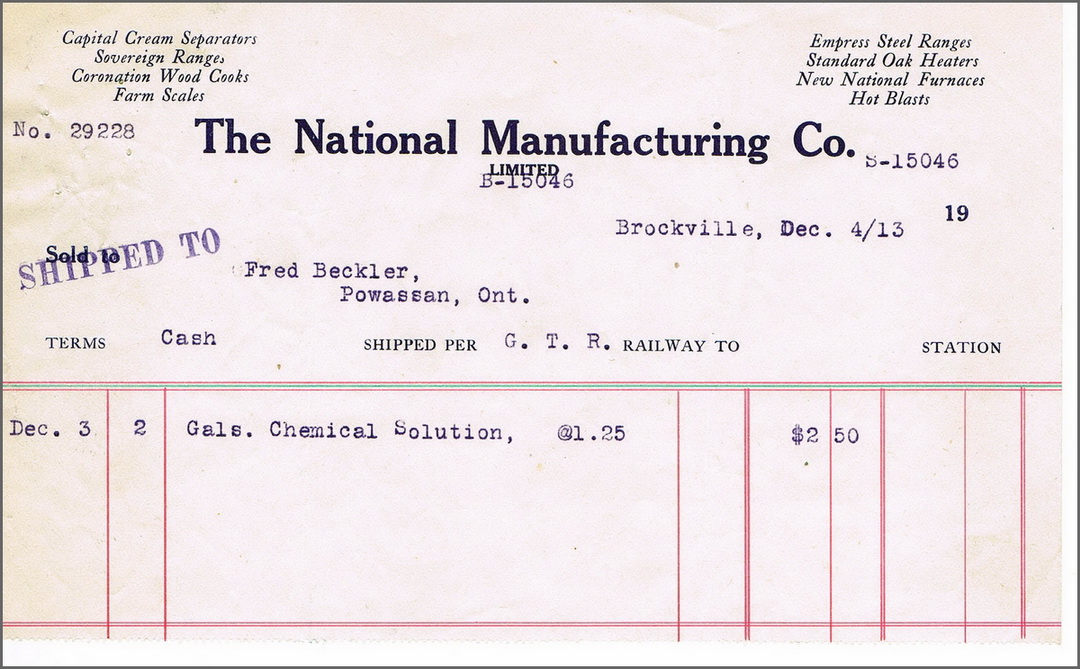 Capital Cream Separators
Sovereign Ranges
Coronation Wood Cooks
Farm Scales
Empress Steel Ranges
Standard Oak Heaters
New National Furnaces
Hot Blasts
No. 29228
The National Manufacturing Co.
LIMITED
S-15046
B-15046
Brockville, Dec. 4/13 19
Sold to
SHIPPED TO
Fred Beckler,
Powassan, Ont.
TERMS Cash SHIPPED PER G. T. R. RAILWAY TO STATION
Dec. 3 2 Gals. Chemical Solution, @1.25 $2 50